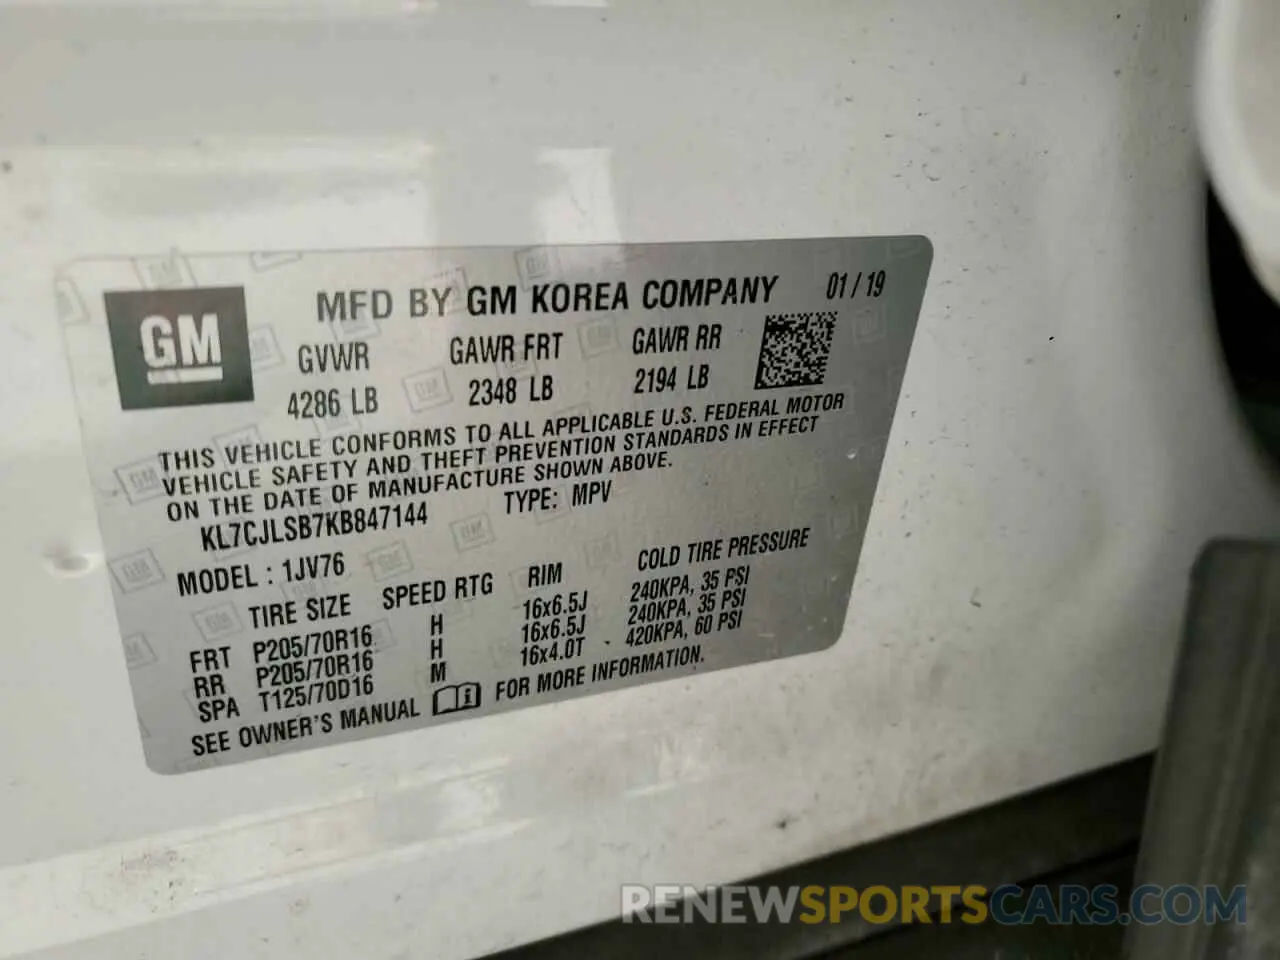 GM
MFD BY GM KOREA COMPANY 01/19
GVWR GAWR FRT GAWR RR
4286 LB 2348 LB 2194 LB
THIS VEHICLE CONFORMS TO ALL APPLICABLE U.S. FEDERAL MOTOR
VEHICLE SAFETY AND THEFT PREVENTION STANDARDS IN EFFECT
ON THE DATE OF MANUFACTURE SHOWN ABOVE.
KL7CJLSB7KB847144 TYPE: MPV
MODEL : 1JV76
TIRE SIZE SPEED RTG RIM COLD TIRE PRESSURE
FRT P205/70R16 H 16x6.5J 240KPA, 35 PSI
RR P205/70R16 H 16x6.5J 240KPA, 35 PSI
SPA T125/70D16 M 16x4.0T 420KPA, 60 PSI
SEE OWNER'S MANUAL FOR MORE INFORMATION.
RENEWSPORTSCARS.COM